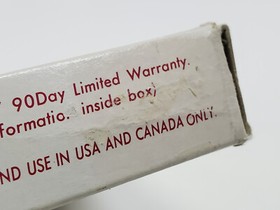 90Day Limited Warranty.
formatio. inside box)
ND USE IN USA AND CANADA ONLY.